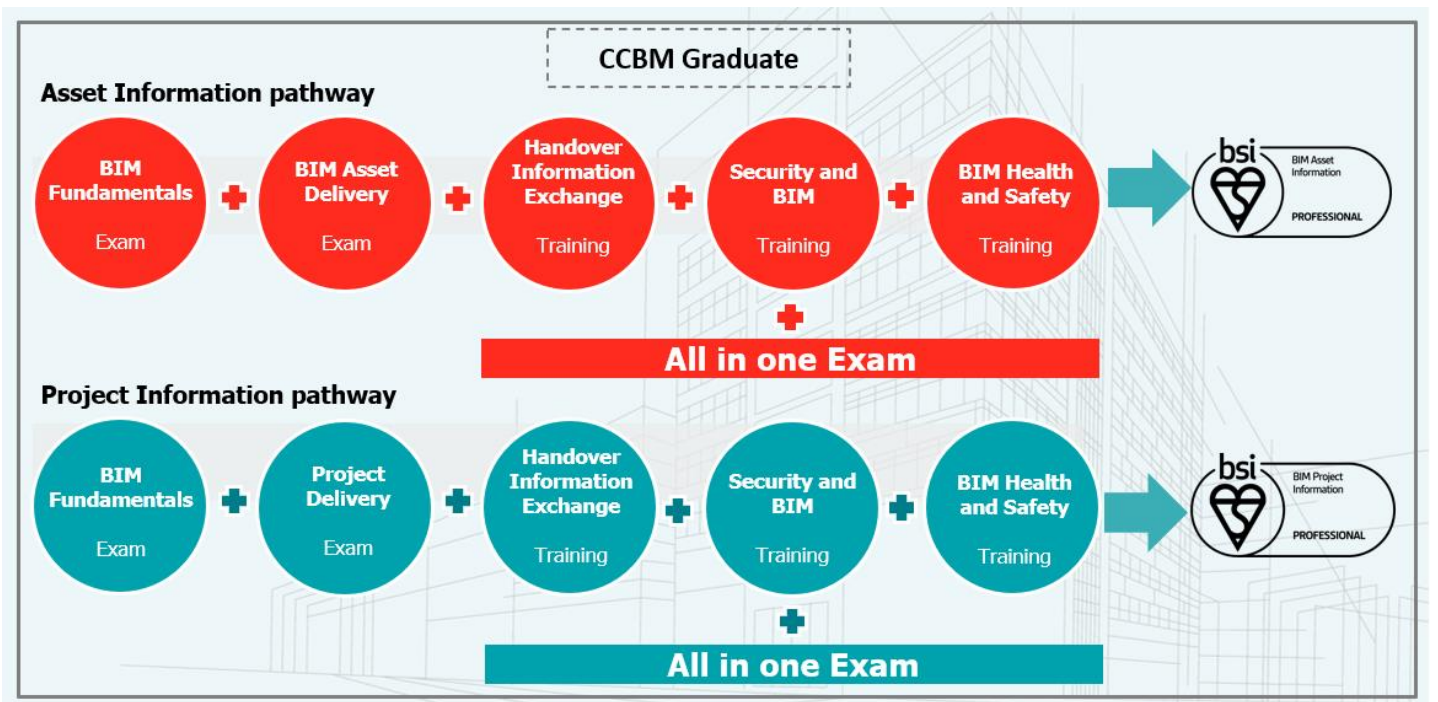 CCBM Graduate
Asset Information pathway
BIM
Fundamentals
Exam
BIM Asset
Delivery
Exam
Handover
Information
Exchange
Training
Security and
BIM
Training
BIM Health
and Safety
Training
bsi
BIM Asset
Information
PROFESSIONAL
All in one Exam
Project Information pathway
BIM
Fundamentals
Exam
Project
Delivery
Exam
Handover
Information
Exchange
Training
Security and
BIM
Training
BIM Health
and Safety
Training
bsi
BIM Project
Information
PROFESSIONAL
All in one Exam